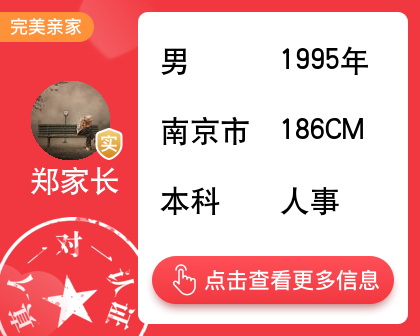 完美亲家
男 1995年
南京市 186CM
本科 人事
实
郑家长
点击查看更多信息
真人一对一认证